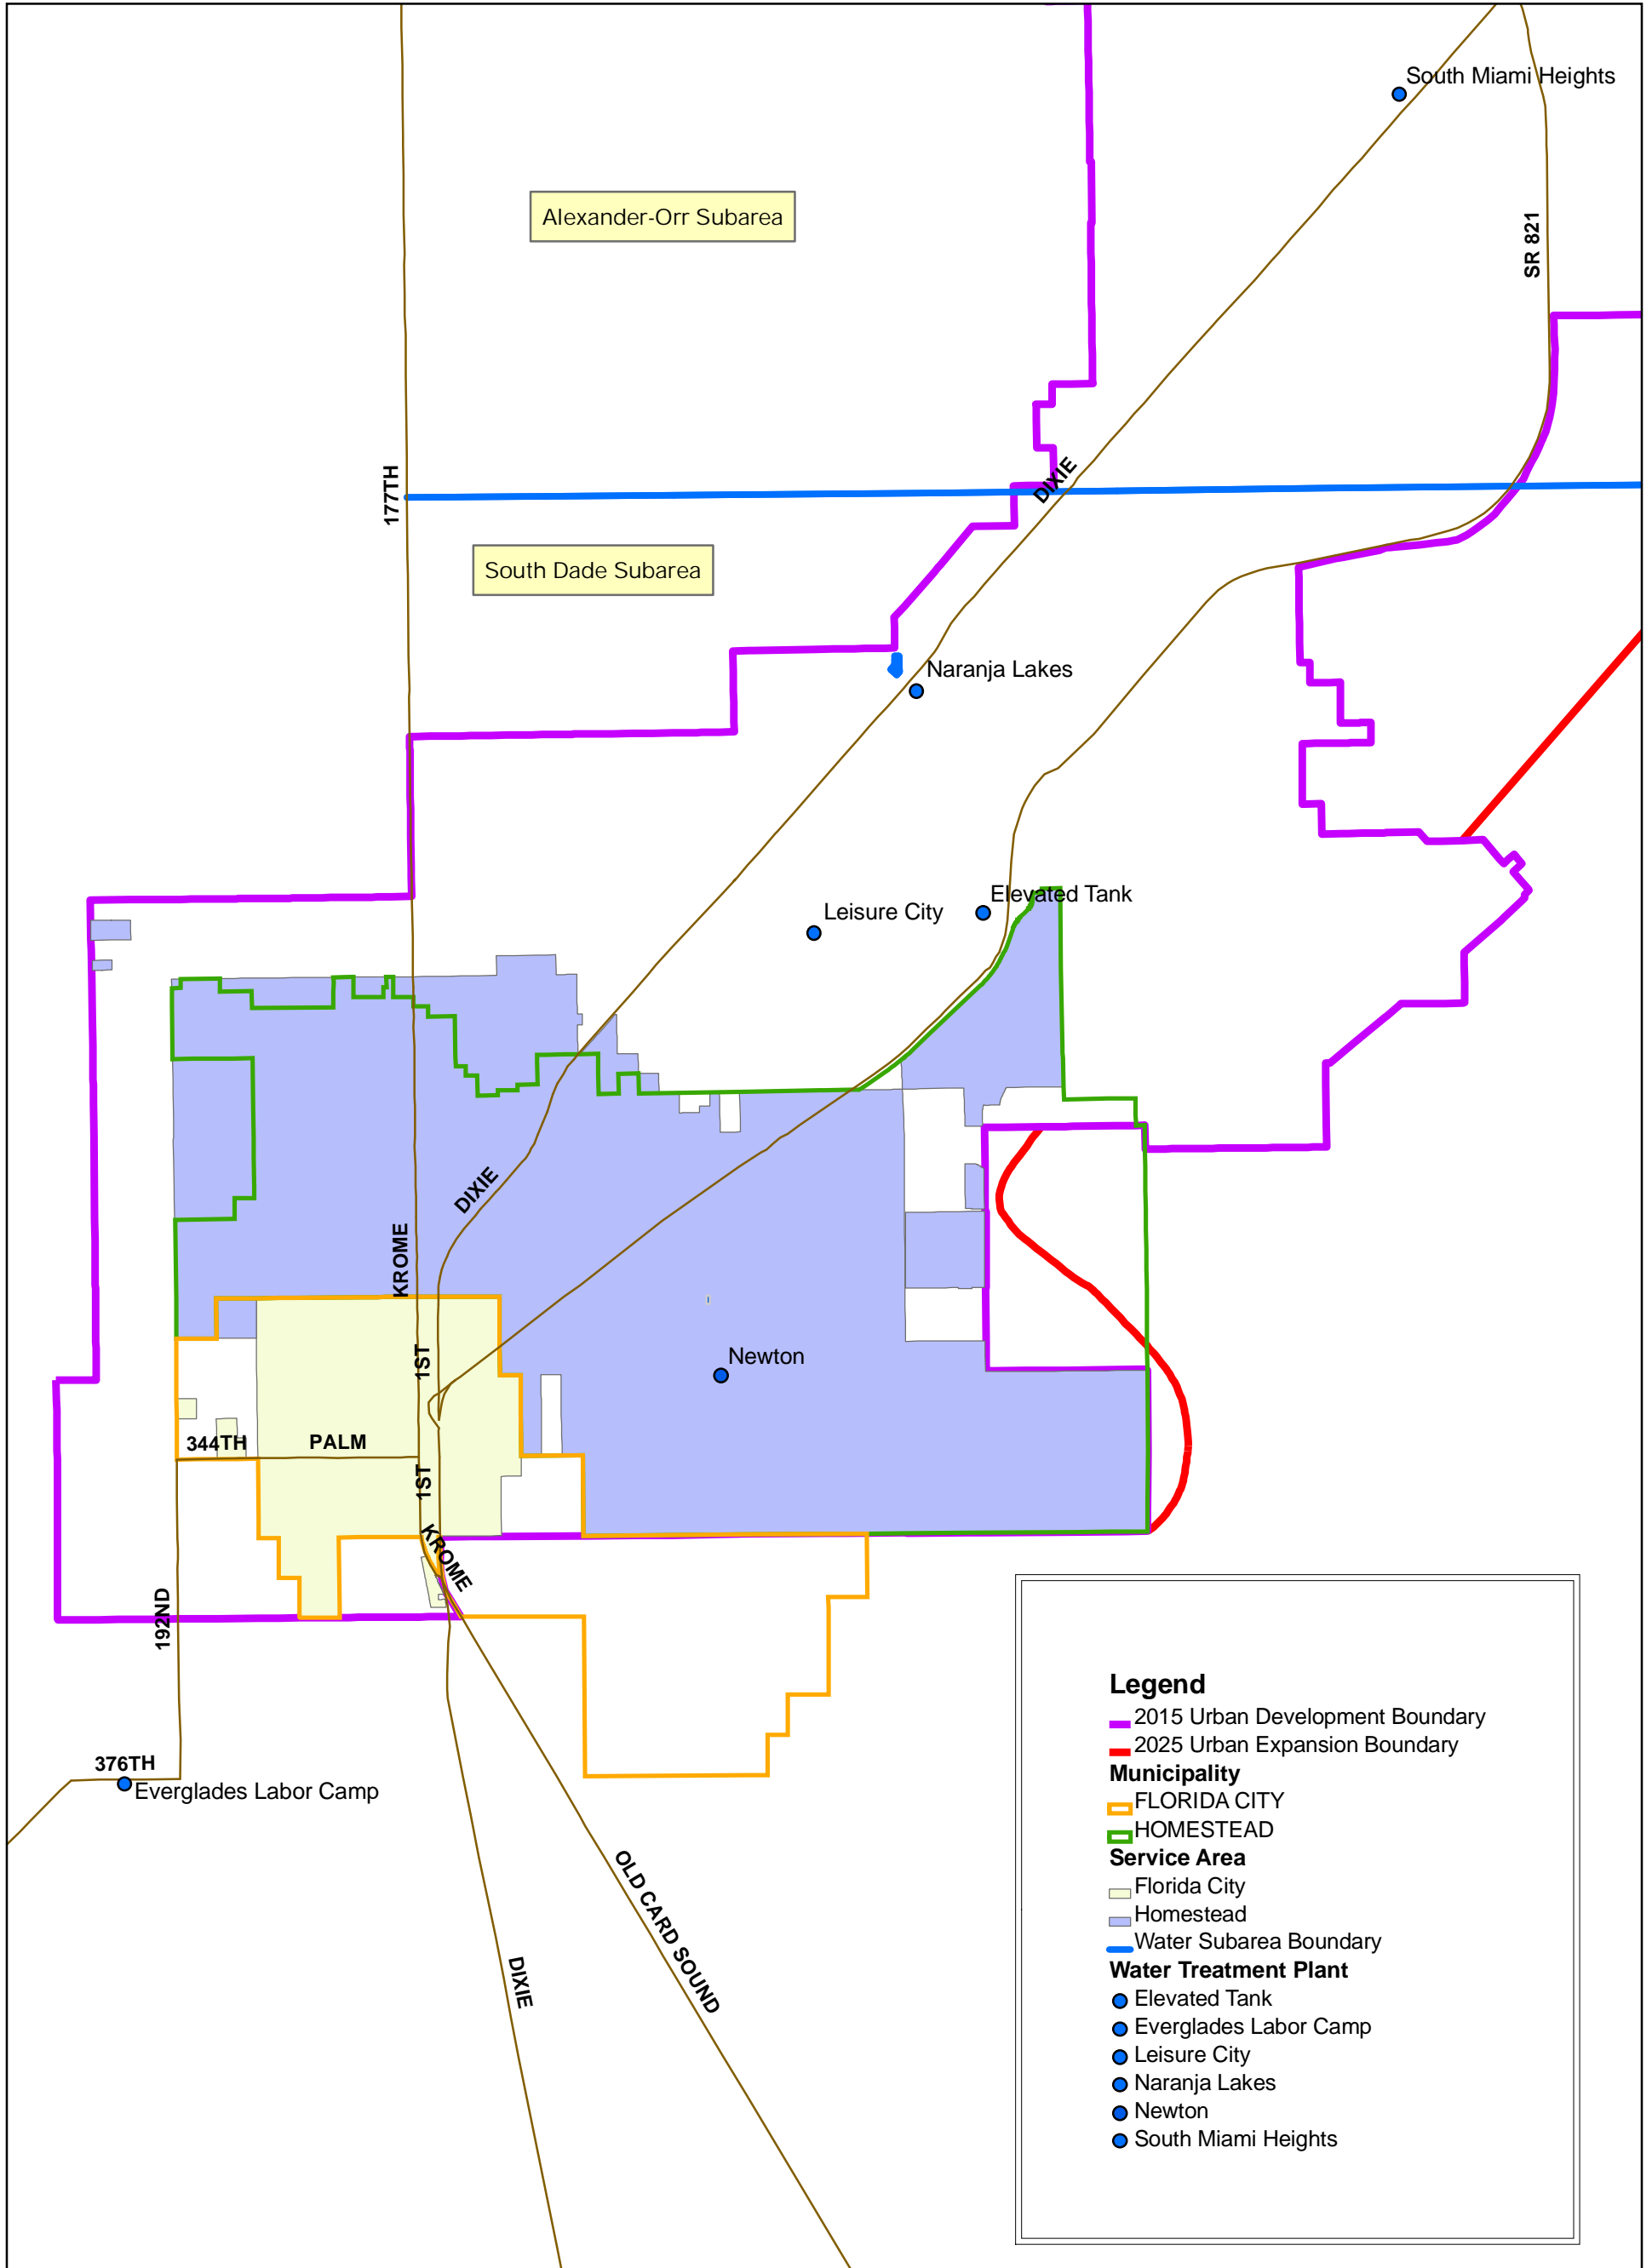 South Miami Heights
Alexander-Orr Subarea
SR 821
177TH
DIXIE
South Dade Subarea
Naranja Lakes
Elevated Tank
Leisure City
DIXIE
KROME
1ST
Newton
344TH
PALM
1ST
KROME
192ND
376TH
Everglades Labor Camp
OLD CARD SOUND
DIXIE
Legend
2015 Urban Development Boundary
2025 Urban Expansion Boundary
Municipality
FLORIDA CITY
HOMESTEAD
Service Area
Florida City
Homestead
Water Subarea Boundary
Water Treatment Plant
Elevated Tank
Everglades Labor Camp
Leisure City
Naranja Lakes
Newton
South Miami Heights